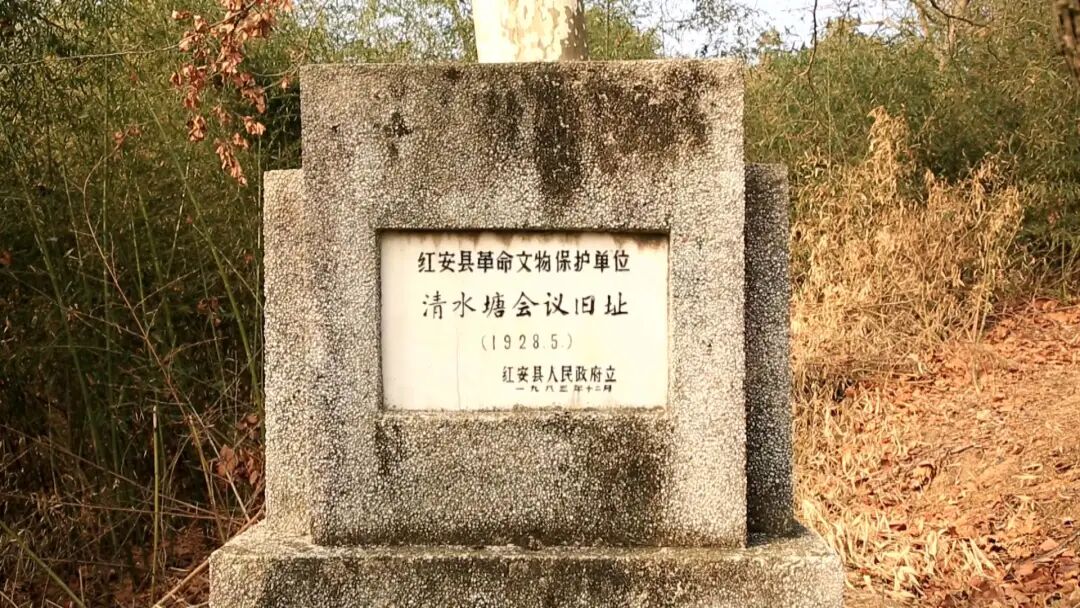 红安县革命文物保护单位
清水塘会议旧址
(1928.5.)
红安县人民政府立
一九八三年十二月